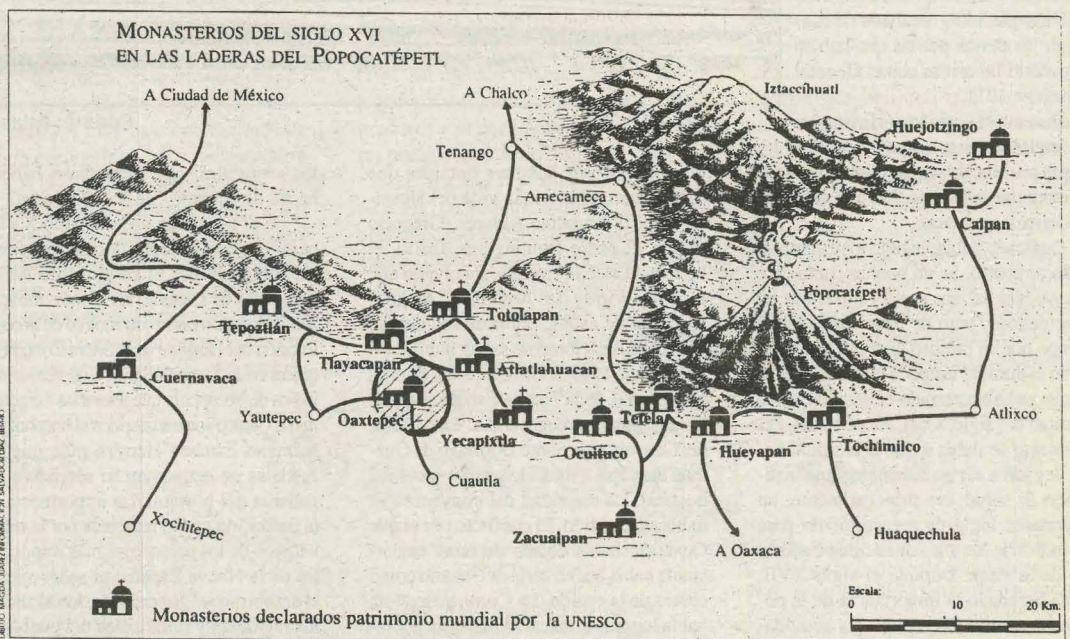 MONASTERIOS DEL SIGLO XVI
EN LAS LADERAS DEL POPOCATÉPETL
A Ciudad de México
A Chalco
Iztaccíhuatl
Huejotzingo
Tenango
Amecameca
Calpan
Popocatépetl
Tepoztlán
Totolapan
Tlayacapan
Cuernavaca
Atlatlahuacan
Yautepec
Oaxtepec
Tetela
Atlixco
Yecapixtla
Ocuituco
Hueyapan
Tochimilco
Cuautla
Xochitepec
Zacualpan
A Oaxaca
Huaquechula
Escala:
0 10 20 Km.
Monasterios declarados patrimonio mundial por la UNESCO